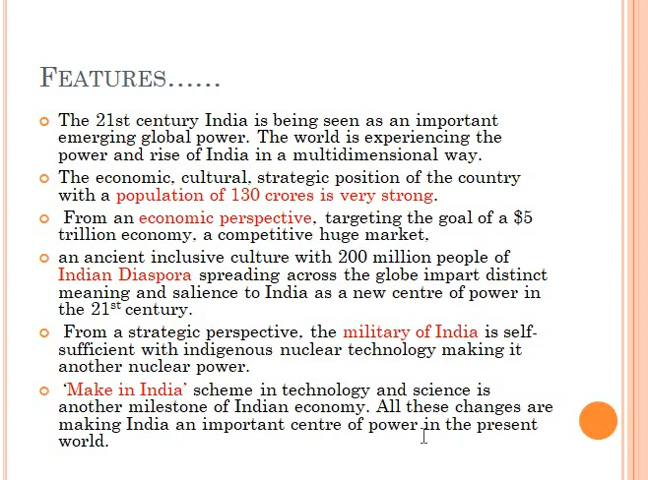 FEATURES……
The 21st century India is being seen as an important
emerging global power. The world is experiencing the
power and rise of India in a multidimensional way.
The economic, cultural, strategic position of the country
with a population of 130 crores is very strong.
From an economic perspective, targeting the goal of a $5
trillion economy, a competitive huge market,
an ancient inclusive culture with 200 million people of
Indian Diaspora spreading across the globe impart distinct
meaning and salience to India as a new centre of power in
the 21st century.
From a strategic perspective, the military of India is self-
sufficient with indigenous nuclear technology making it
another nuclear power.
‘Make in India’ scheme in technology and science is
another milestone of Indian economy. All these changes are
making India an important centre of power in the present
world.